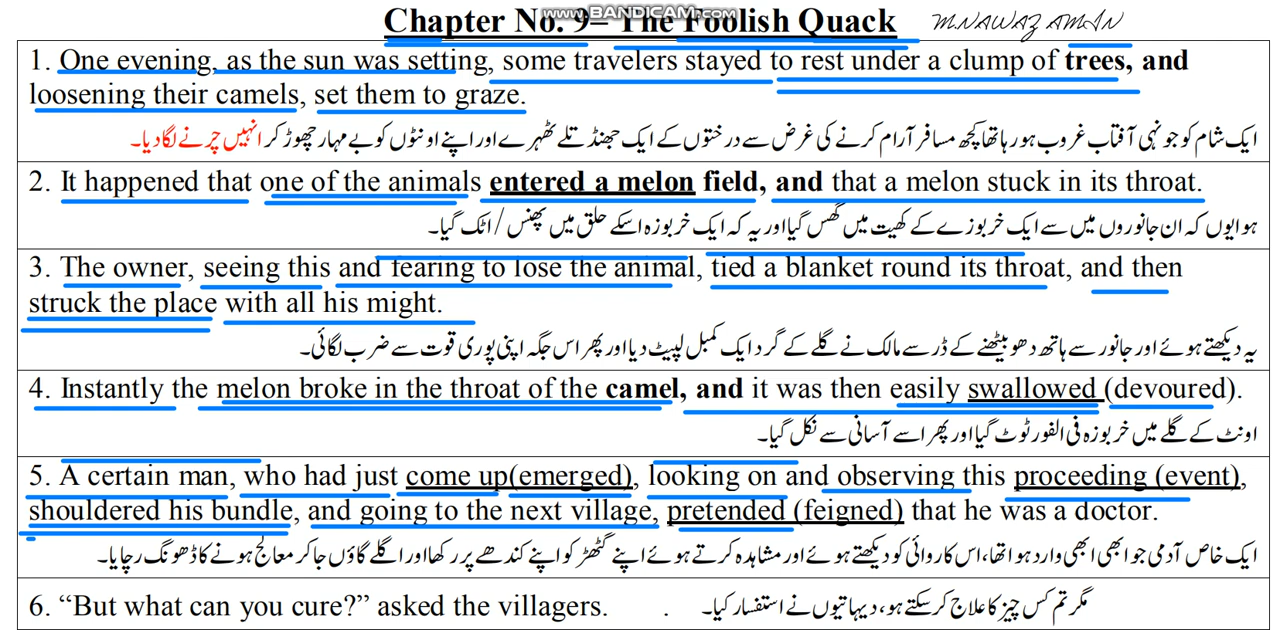 www.BANDICAM.com
Chapter No. 9– The Foolish Quack M.NAWAZ AMAN
1. One evening, as the sun was setting, some travelers stayed to rest under a clump of trees, and
loosening their camels, set them to graze.
ایک شام کو جونہی آفتاب غروب ہو رہا تھا کچھ مسافر آرام کرنے کی غرض سے درختوں کے ایک جھنڈ تلے ٹھہرے اور اپنے اونٹوں کو بے مہار چھوڑ کر انہیں چرنے لگا دیا۔
2. It happened that one of the animals entered a melon field, and that a melon stuck in its throat.
ہوا یوں کہ ان جانوروں میں سے ایک خربوزے کے کھیت میں گھس گیا اور یہ کہ ایک خربوزہ اسکے حلق میں پھنس / اٹک گیا۔
3. The owner, seeing this and fearing to lose the animal, tied a blanket round its throat, and then
struck the place with all his might.
یہ دیکھتے ہوئے اور جانور سے ہاتھ دھو بیٹھنے کے ڈر سے مالک نے گلے کے گرد ایک کمبل لپیٹ دیا اور پھر اس جگہ اپنی پوری قوت سے ضرب لگائی۔
4. Instantly the melon broke in the throat of the camel, and it was then easily swallowed (devoured).
اونٹ کے گلے میں خربوزہ فی الفور ٹوٹ گیا اور پھر اسے آسانی سے نگل گیا۔
5. A certain man, who had just come up(emerged), looking on and observing this proceeding (event),
shouldered his bundle, and going to the next village, pretended (feigned) that he was a doctor.
ایک خاص آدمی جو ابھی ابھی وارد ہوا تھا، اس کاروائی کو دیکھتے ہوئے اور مشاہدہ کرتے ہوئے اپنے گٹھڑ کو اپنے کندھے پر رکھا اور اگلے گاؤں جا کر معالج ہونے کا ڈھونگ رچایا۔
6. “But what can you cure?” asked the villagers. . مگر تم کس چیز کا علاج کر سکتے ہو، دیہاتیوں نے استفسار کیا۔